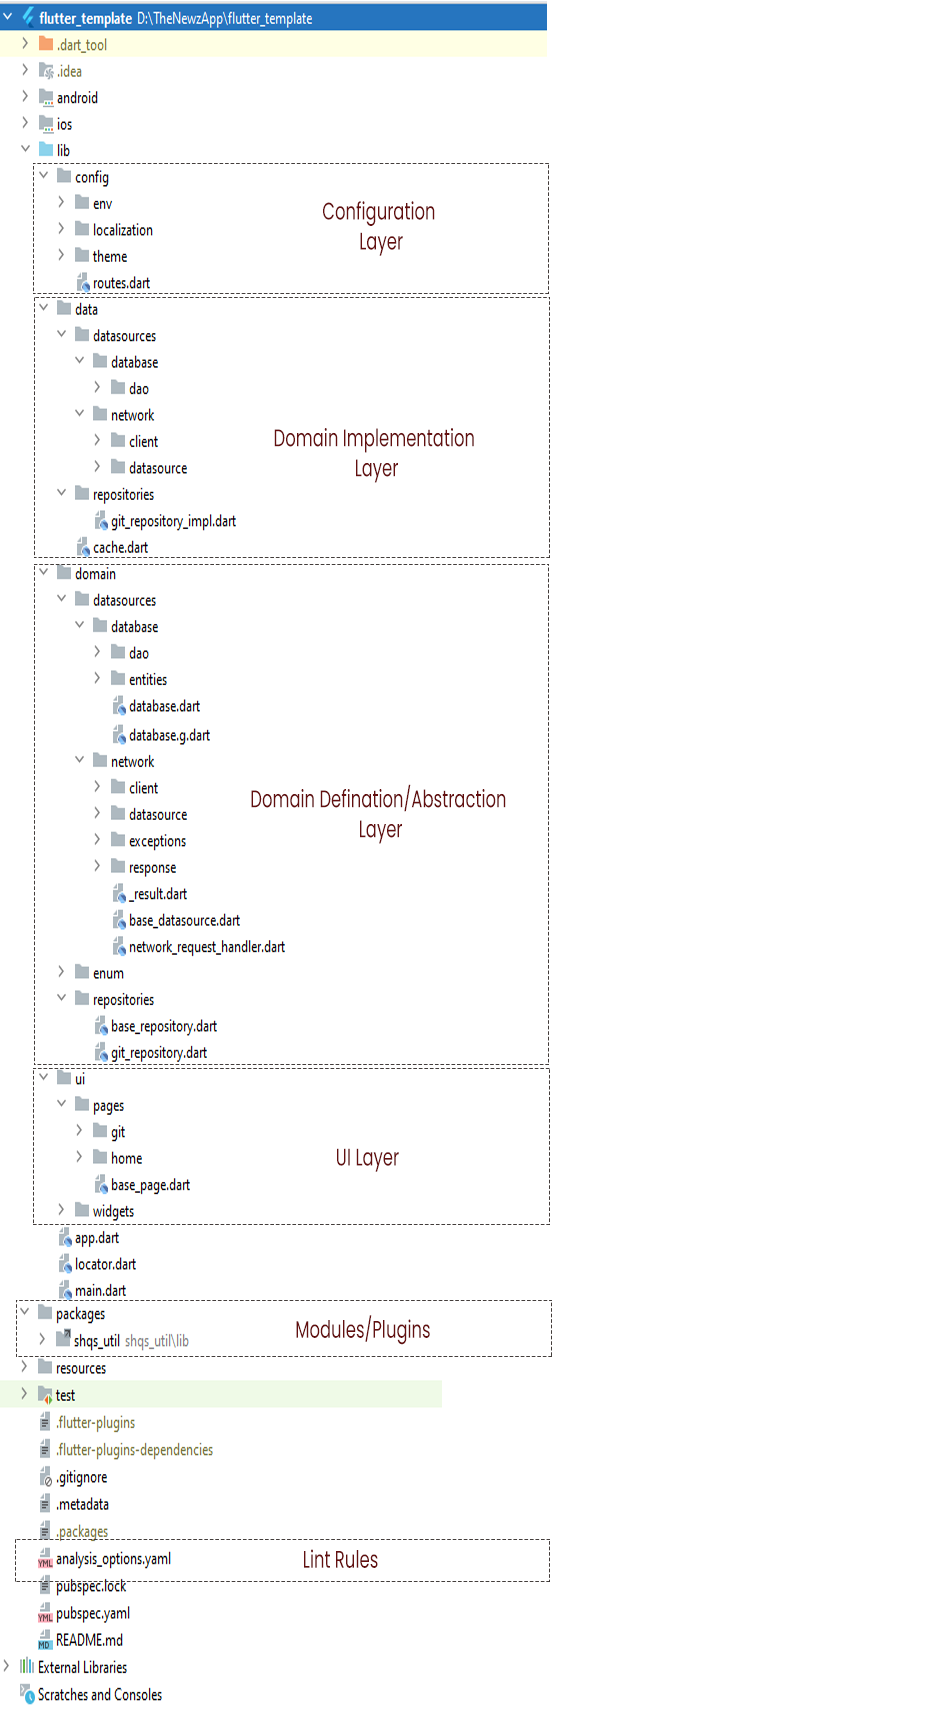 flutter_template D:\TheNewzApp\flutter_template
.dart_tool
.idea
android
ios
lib
config
env
localization
theme
routes.dart
Configuration
Layer
data
datasources
database
dao
network
client
datasource
repositories
git_repository_impl.dart
cache.dart
Domain Implementation
Layer
domain
datasources
database
dao
entities
database.dart
database.g.dart
network
client
datasource
exceptions
response
_result.dart
base_datasource.dart
network_request_handler.dart
enum
repositories
base_repository.dart
git_repository.dart
Domain Defination/Abstraction
Layer
ui
pages
git
home
base_page.dart
widgets
UI Layer
app.dart
locator.dart
main.dart
packages
shqs_util shqs_util\lib
Modules/Plugins
resources
test
.flutter-plugins
.flutter-plugins-dependencies
.gitignore
.metadata
.packages
analysis_options.yaml
Lint Rules
pubspec.lock
pubspec.yaml
README.md
External Libraries
Scratches and Consoles